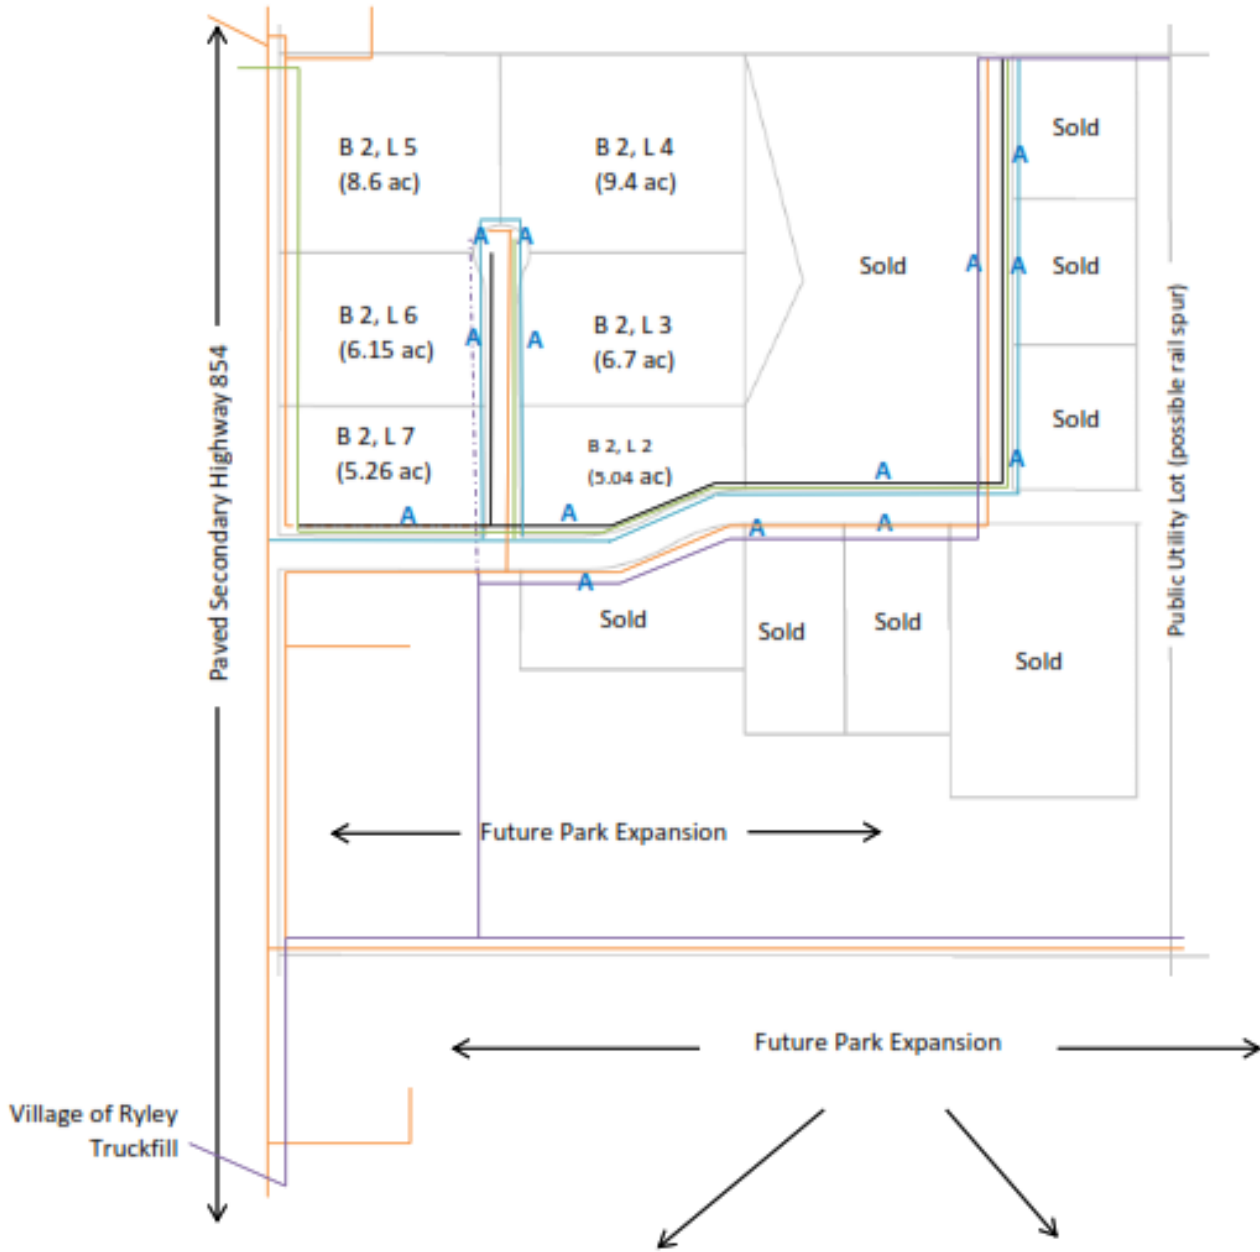 B 2, L 5
(8.6 ac)
B 2, L 4
(9.4 ac)
Sold
A
A
A
Sold
A
A
Sold
B 2, L 6
(6.15 ac)
A
A
B 2, L 3
(6.7 ac)
Sold
B 2, L 7
(5.26 ac)
B 2, L 2
(5.04 ac)
A
A
A
A
A
A
A
Sold
Sold
Sold
Sold
Paved Secondary Highway 854
Public Utility Lot (possible rail spur)
Future Park Expansion
Future Park Expansion
Village of Ryley
Truckfill